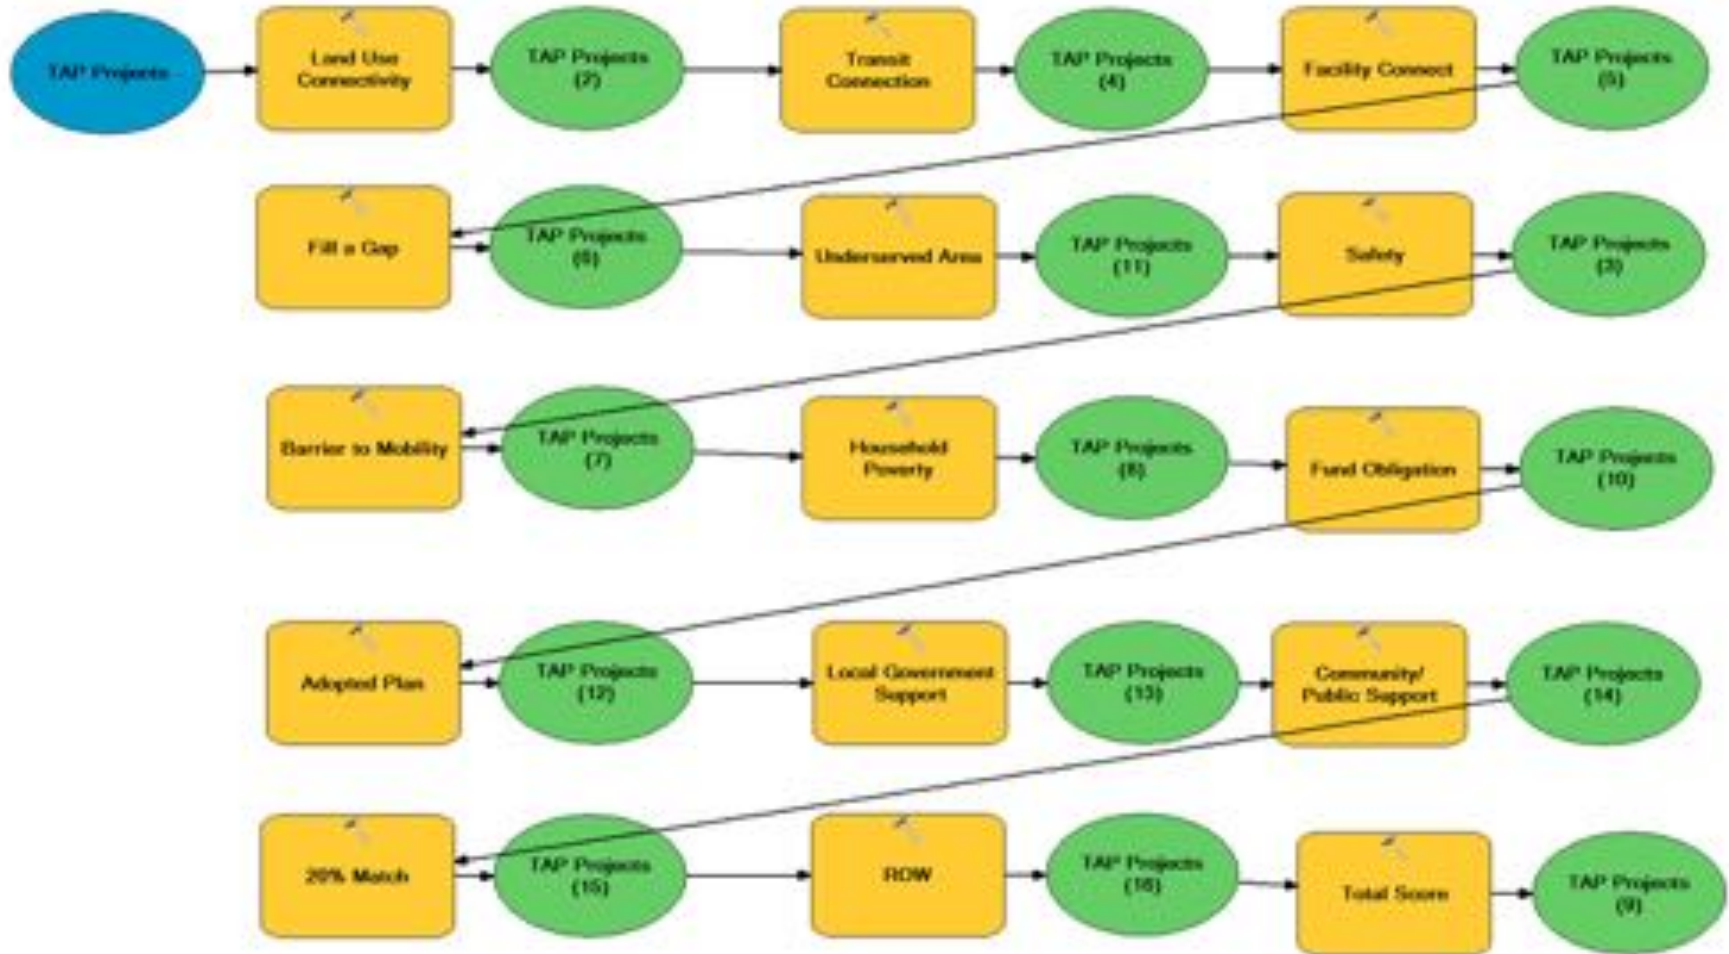 TAP Projects
Land Use
Connectivity
TAP Projects
(2)
Transit
Connection
TAP Projects
(4)
Facility Connect
TAP Projects
(5)
Fill a Gap
TAP Projects
(6)
Underserved Area
TAP Projects
(11)
Safety
TAP Projects
(3)
Barrier to Mobility
TAP Projects
(7)
Household
Poverty
TAP Projects
(8)
Fund Obligation
TAP Projects
(10)
Adopted Plan
TAP Projects
(12)
Local Government
Support
TAP Projects
(13)
Community/
Public Support
TAP Projects
(14)
20% Match
TAP Projects
(15)
ROW
TAP Projects
(16)
Total Score
TAP Projects
(9)